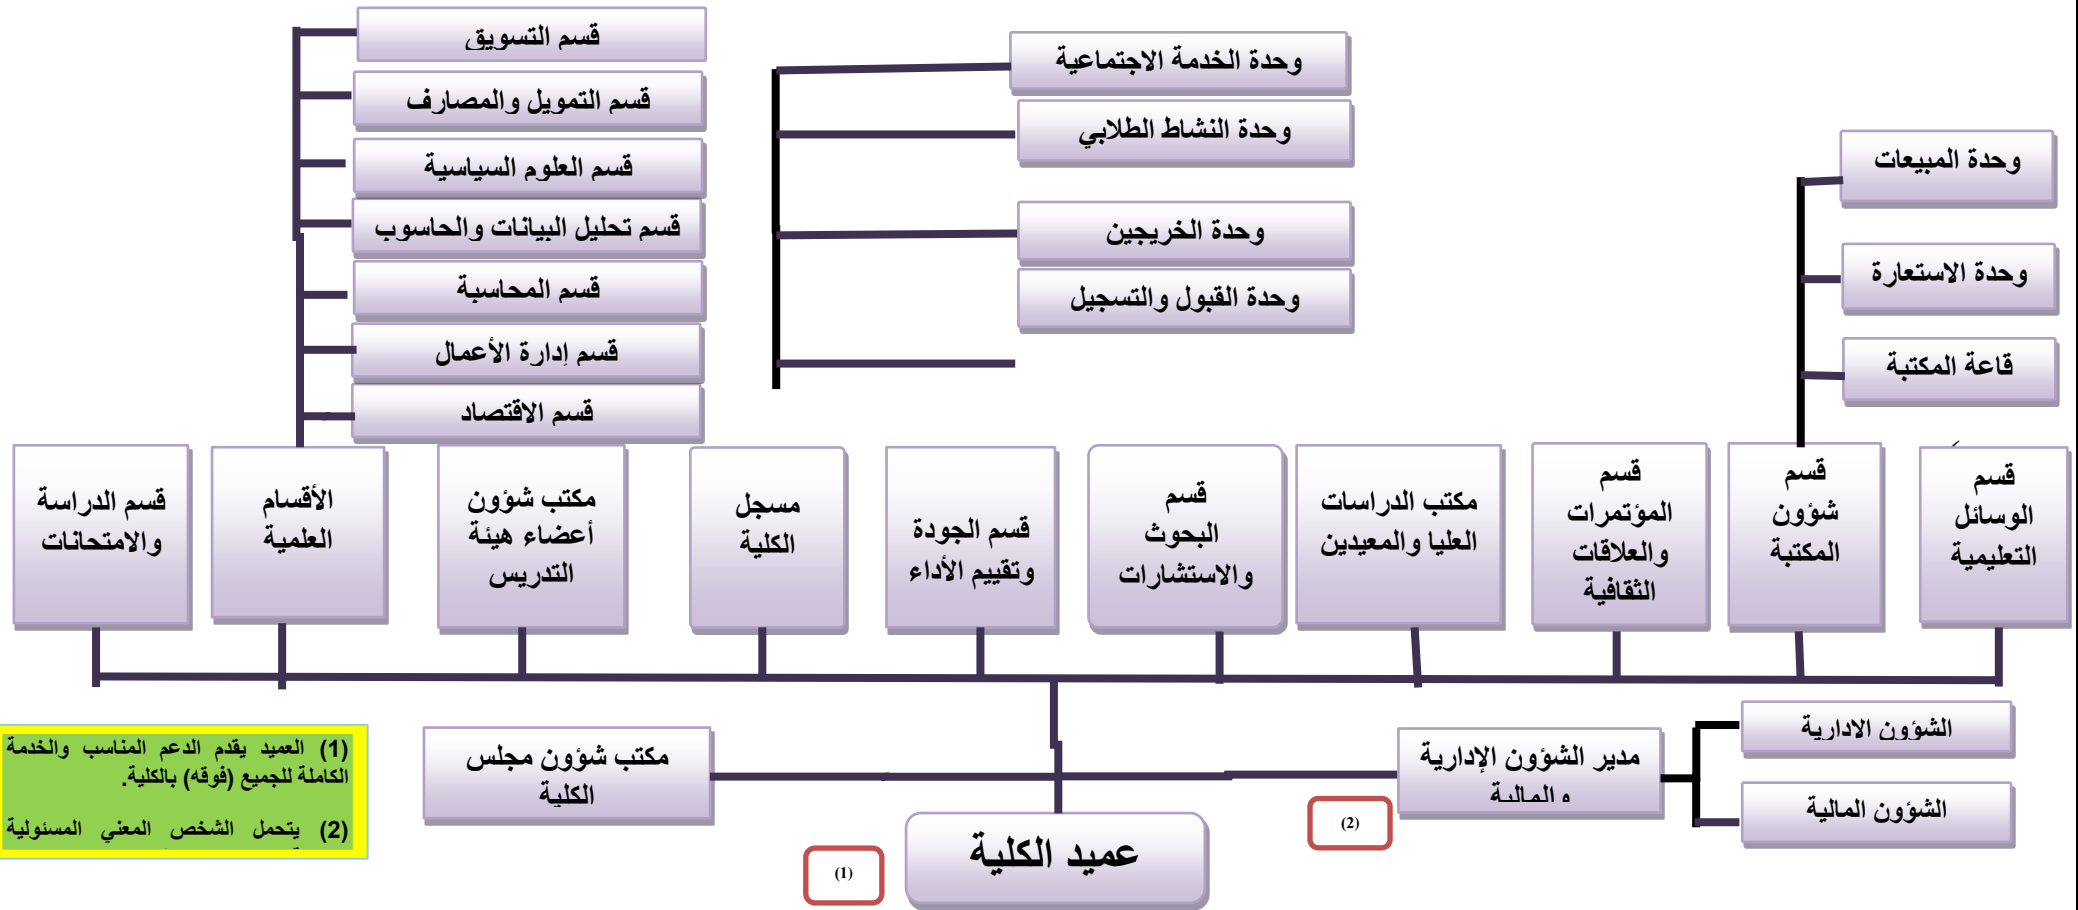 قسم التسويق
قسم التمويل والمصارف
قسم العلوم السياسية
قسم تحليل البيانات والحاسوب
قسم المحاسبة
قسم إدارة الأعمال
قسم الاقتصاد
وحدة الخدمة الاجتماعية
وحدة النشاط الطلابي
وحدة الخريجين
وحدة القبول والتسجيل
وحدة المبيعات
وحدة الاستعارة
قاعة المكتبة
قسم
الوسائل
التعليمية
قسم
شؤون
المكتبة
قسم
المؤتمرات
والعلاقات
الثقافية
مكتب الدراسات
العليا والمعيدين
قسم
البحوث
والاستشارات
قسم الجودة
وتقييم الأداء
مسجل
الكلية
مكتب شؤون
أعضاء هيئة
التدريس
الأقسام
العلمية
قسم الدراسة
والامتحانات
الشؤون الادارية
الشؤون المالية
مدير الشؤون الإدارية
والمالية
مكتب شؤون مجلس
الكلية
(2)
عميد الكلية
(1)
(1) العميد يقدم الدعم المناسب والخدمة
الكاملة للجميع (فوقه) بالكلية.
(2) يتحمل الشخص المعني المسئولية